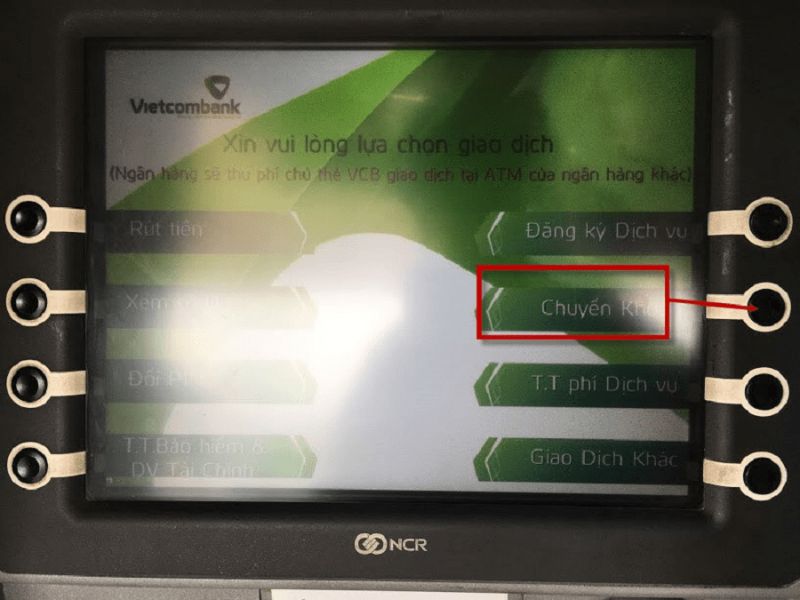 Vietcombank
Xin vui lòng lựa chọn giao dịch
(Ngân hàng sẽ thu phí chủ thẻ VCB giao dịch tại ATM của ngân hàng khác)
Rút tiền
Đăng ký Dịch vụ
Xem
Chuyển
Đổi
T.T phí Dịch vụ
T.T.Bảo hiểm &
DV Tài Chính
Giao Dịch Khác
NCR